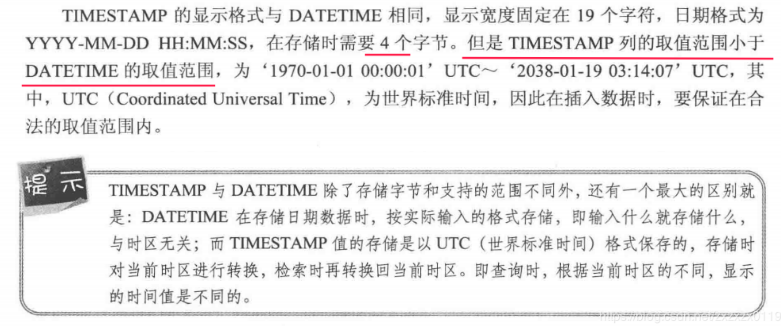 TIMESTAMP 的显示格式与 DATETIME 相同，显示宽度固定在 19 个字符，日期格式为
YYYY-MM-DD HH:MM:SS，在存储时需要 4 个字节。但是 TIMESTAMP 列的取值范围小于
DATETIME 的取值范围，为‘1970-01-01 00:00:01’UTC～‘2038-01-19 03:14:07’UTC，其
中，UTC（Coordinated Universal Time），为世界标准时间，因此在插入数据时，要保证在合
法的取值范围内。
提 示
TIMESTAMP 与 DATETIME 除了存储字节和支持的范围不同外，还有一个最大的区别就
是：DATETIME 在存储日期数据时，按实际输入的格式存储，即输入什么就存储什么，
与时区无关；而 TIMESTAMP 值的存储是以 UTC（世界标准时间）格式保存的，存储时
对当前时区进行转换，检索时再转换回当前时区。即查询时，根据当前时区的不同，显示
的时间值是不同的。